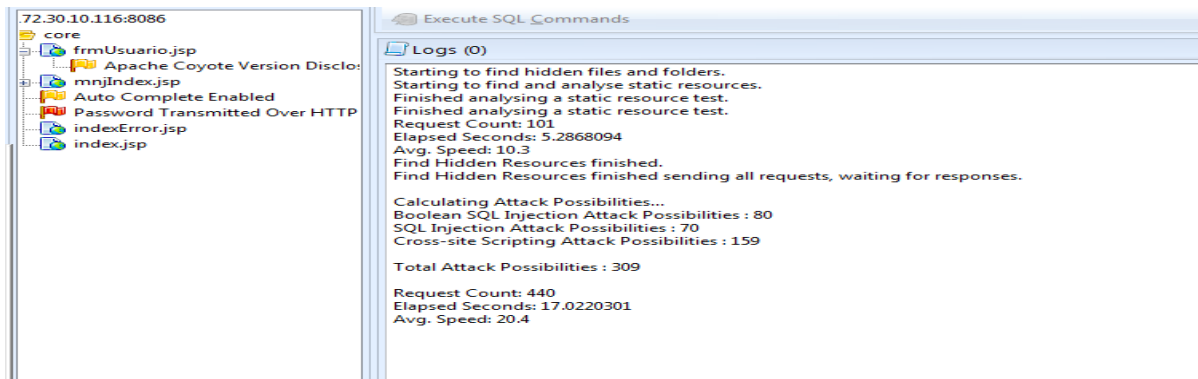 .72.30.10.116:8086
core
frmUsuario.jsp
Apache Coyote Version Disclo
mnjIndex.jsp
Auto Complete Enabled
Password Transmitted Over HTTP
indexError.jsp
index.jsp
Execute SQL Commands
Logs (0)
Starting to find hidden files and folders.
Starting to find and analyse static resources.
Finished analysing a static resource test.
Finished analysing a static resource test.
Request Count: 101
Elapsed Seconds: 5.2868094
Avg. Speed: 10.3
Find Hidden Resources finished.
Find Hidden Resources finished sending all requests, waiting for responses.
Calculating Attack Possibilities...
Boolean SQL Injection Attack Possibilities : 80
SQL Injection Attack Possibilities : 70
Cross-site Scripting Attack Possibilities : 159
Total Attack Possibilities : 309
Request Count: 440
Elapsed Seconds: 17.0220301
Avg. Speed: 20.4